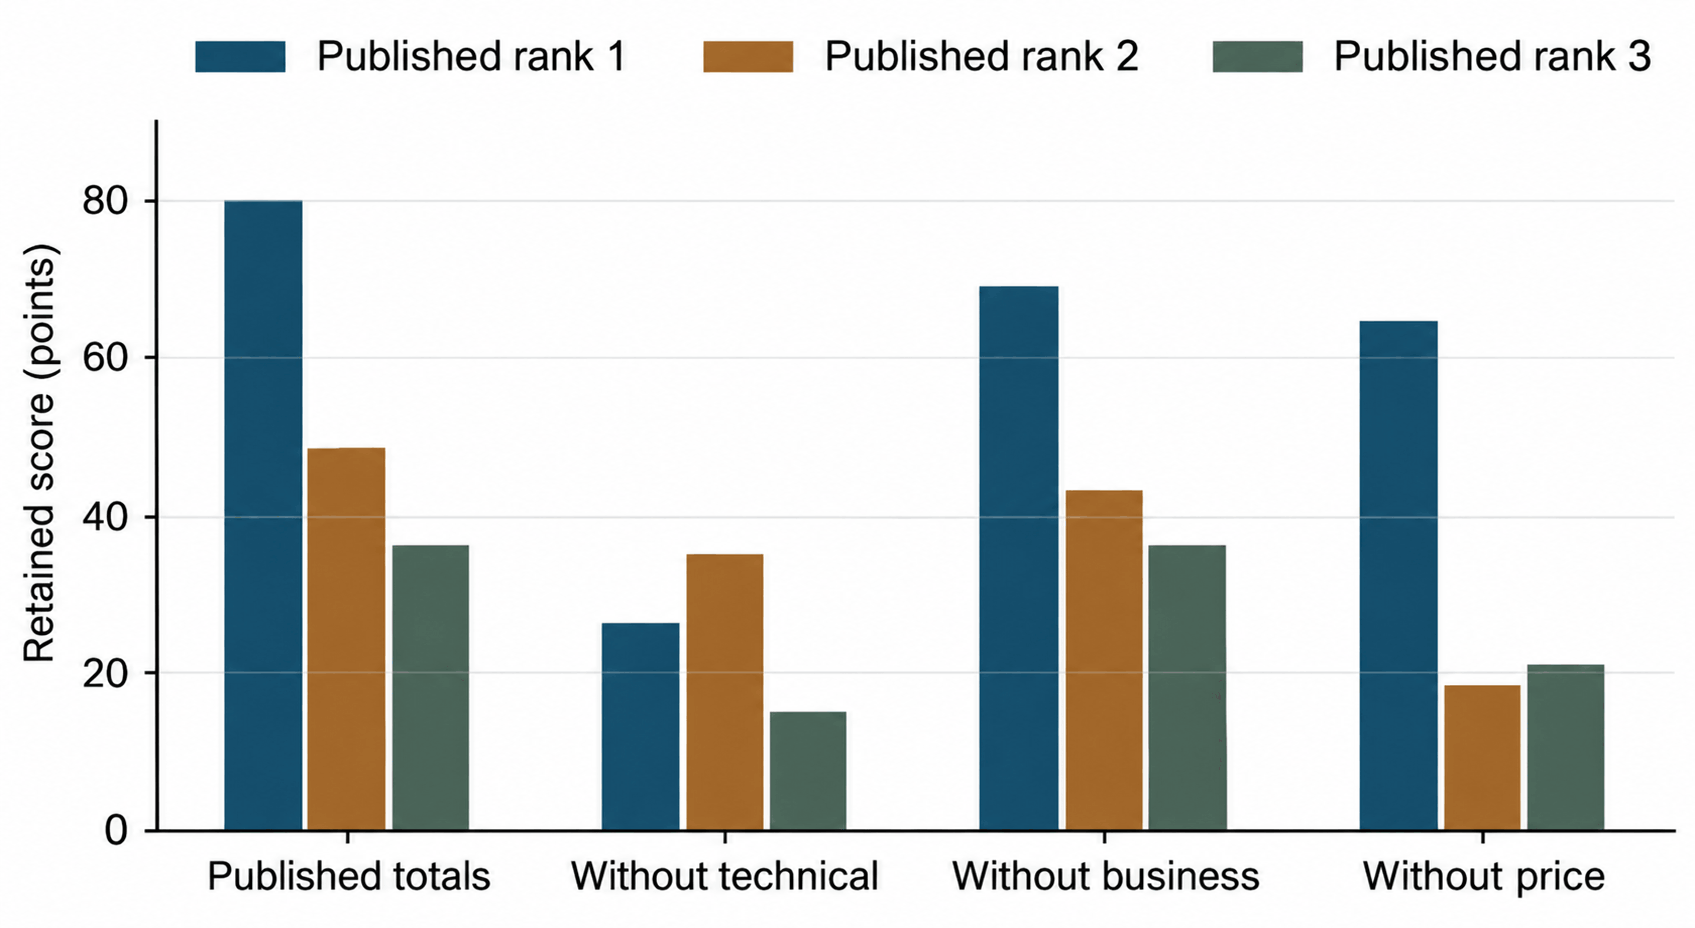 Published rank 1
Published rank 2
Published rank 3
Retained score (points)
80
60
40
20
0
Published totals
Without technical
Without business
Without price